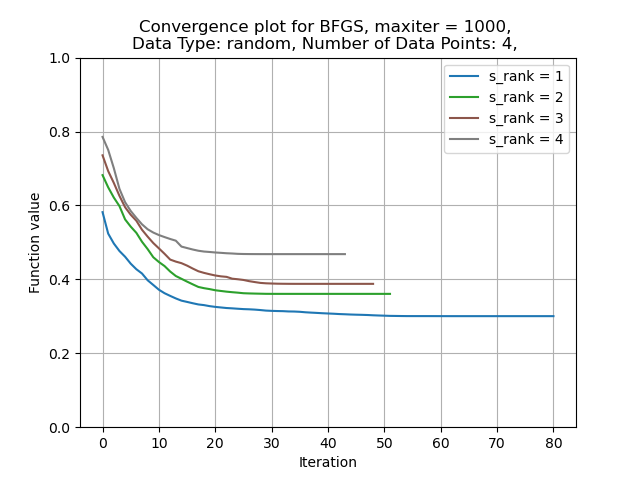 Convergence plot for BFGS, maxiter = 1000,
Data Type: random, Number of Data Points: 4,
s_rank = 1
s_rank = 2
s_rank = 3
s_rank = 4
Function value
1.0
0.8
0.6
0.4
0.2
0.0
0 10 20 30 40 50 60 70 80
Iteration